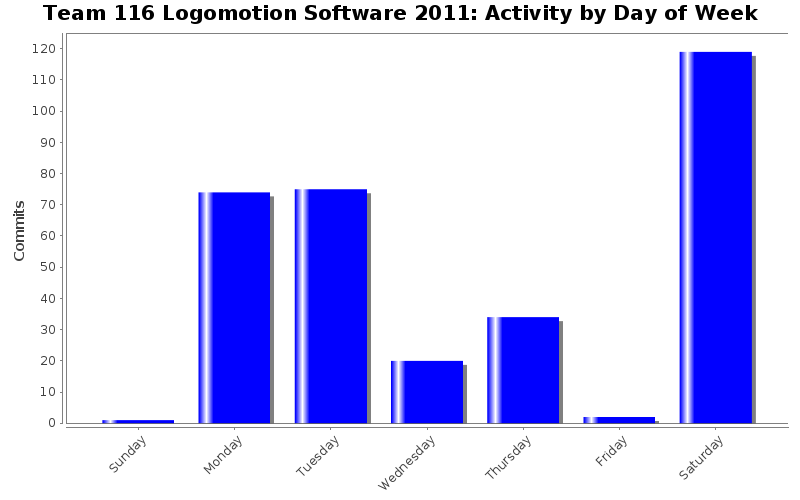 Team 116 Logomotion Software 2011: Activity by Day of Week
Commits
120
110
100
90
80
70
60
50
40
30
20
10
0
Sunday
Monday
Tuesday
Wednesday
Thursday
Friday
Saturday